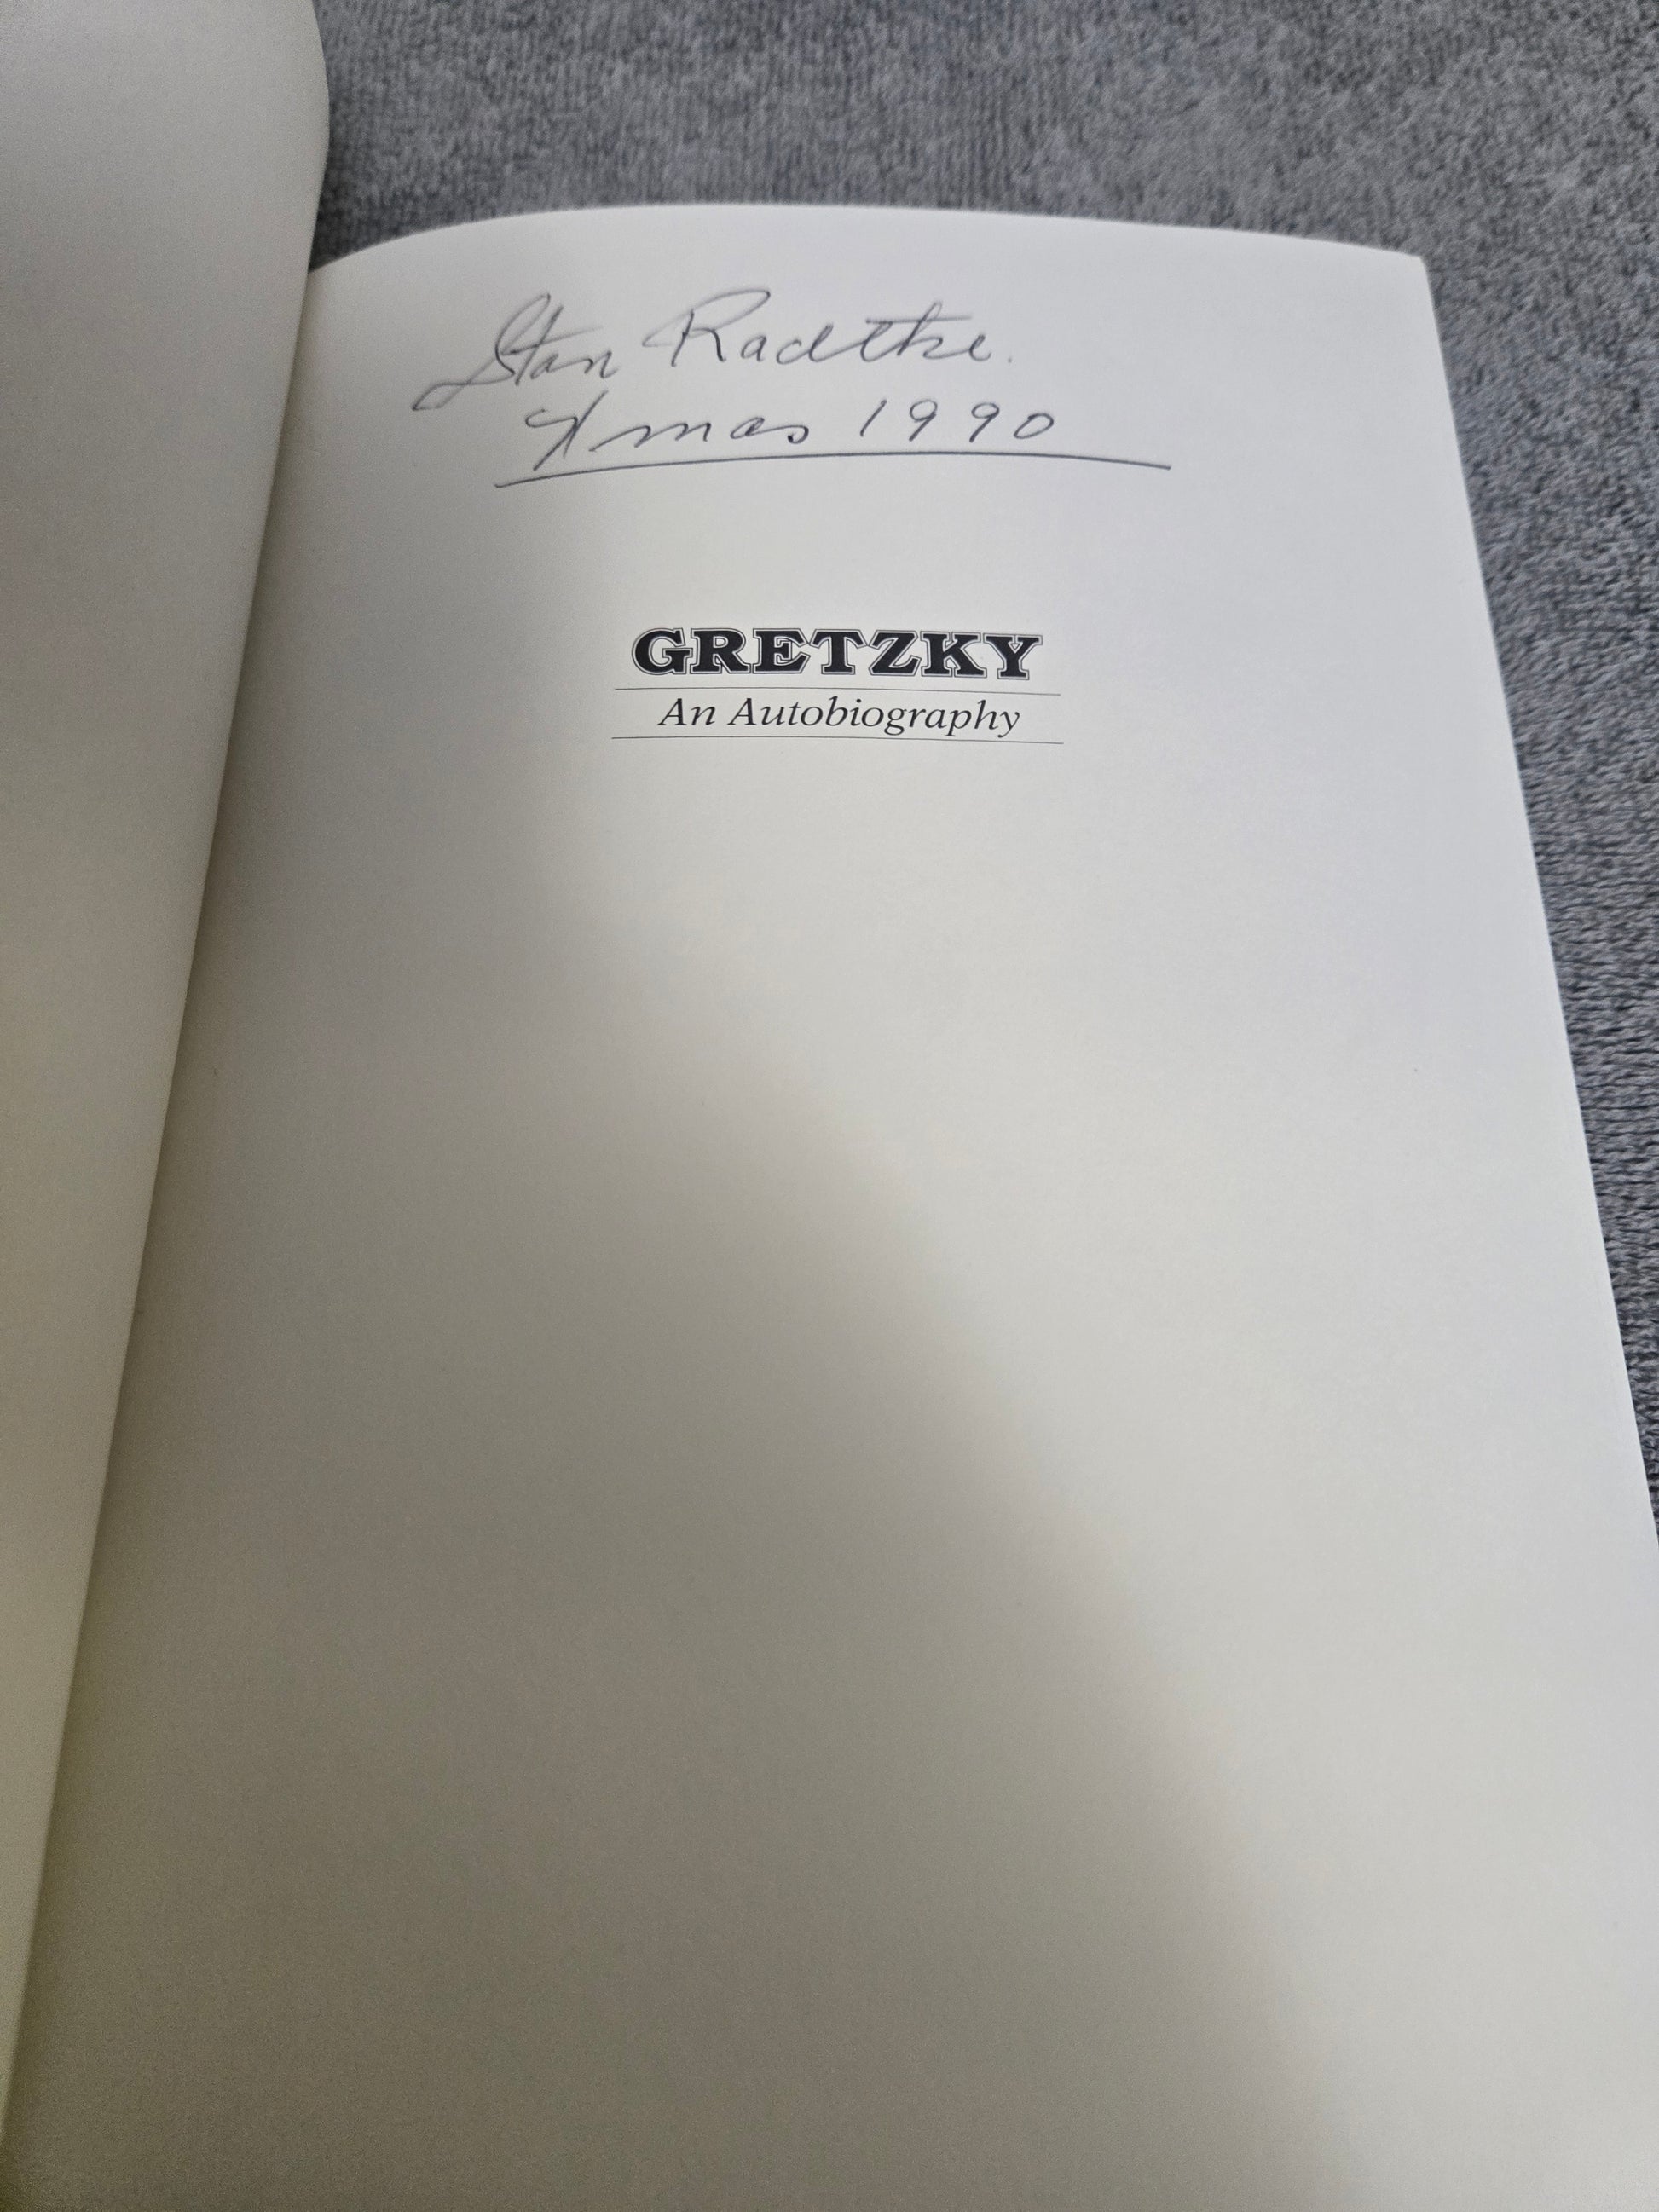 Stan Radtke.
Xmas 1990
GRETZKY
An Autobiography